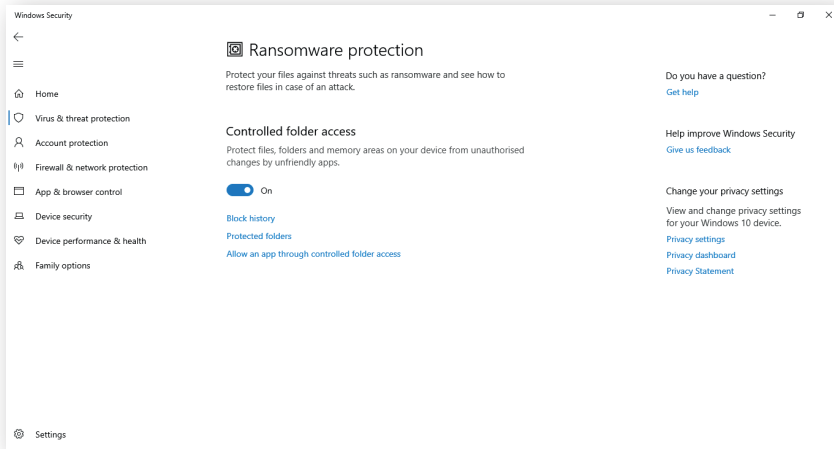 Windows Security
Ransomware protection
Protect your files against threats such as ransomware and see how to
restore files in case of an attack.
Controlled folder access
Protect files, folders and memory areas on your device from unauthorised
changes by unfriendly apps.
On
Block history
Protected folders
Allow an app through controlled folder access
Home
Virus & threat protection
Account protection
Firewall & network protection
App & browser control
Device security
Device performance & health
Family options
Settings
Do you have a question?
Get help
Help improve Windows Security
Give us feedback
Change your privacy settings
View and change privacy settings
for your Windows 10 device.
Privacy settings
Privacy dashboard
Privacy Statement